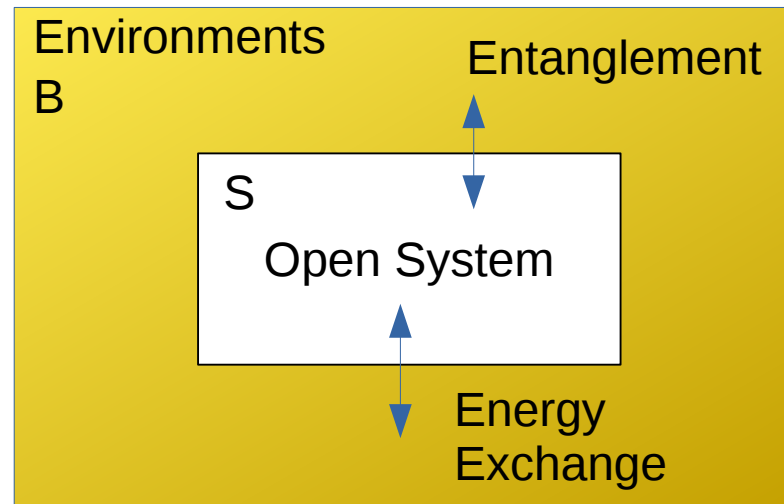 Environments
B
Entanglement
S
Open System
Energy
Exchange